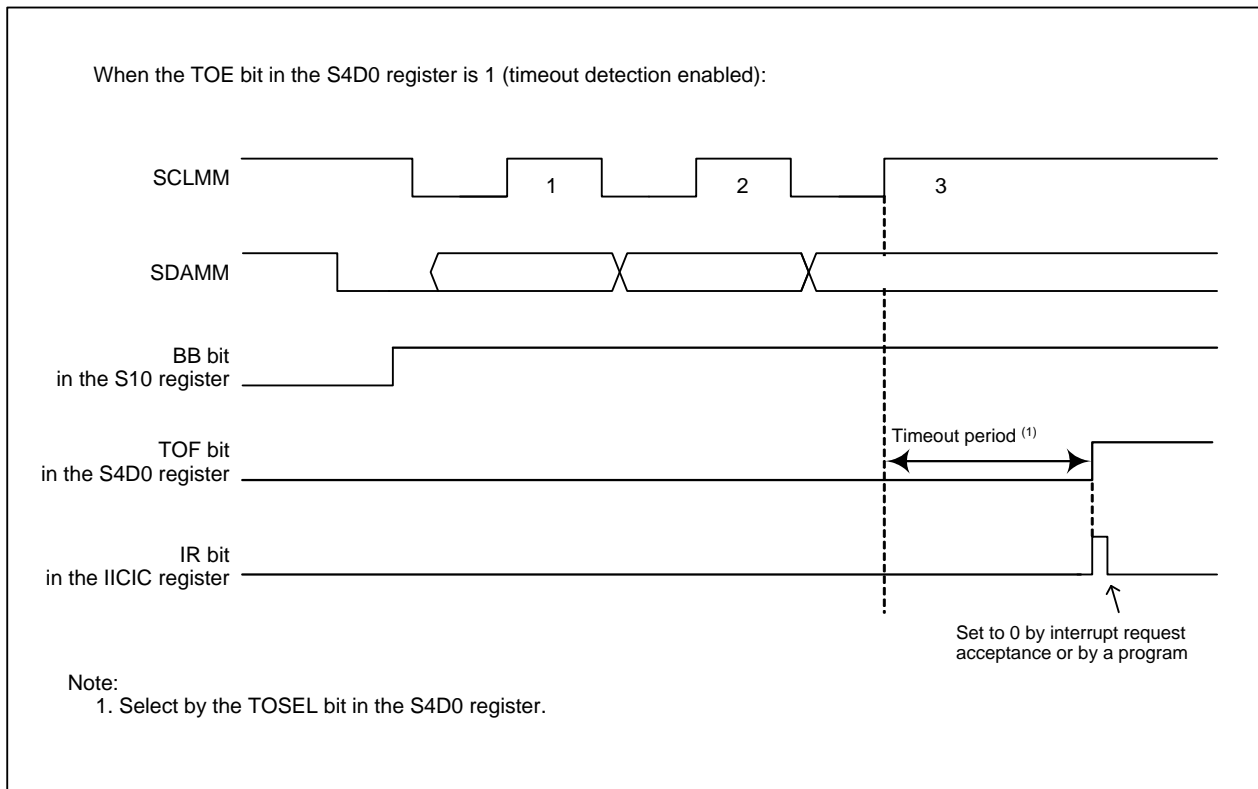 When the TOE bit in the S4D0 register is 1 (timeout detection enabled):
SCLMM
1
2
3
SDAMM
BB bit
in the S10 register
TOF bit
in the S4D0 register
Timeout period (1)
IR bit
in the IICIC register
Set to 0 by interrupt request
acceptance or by a program
Note:
1. Select by the TOSEL bit in the S4D0 register.